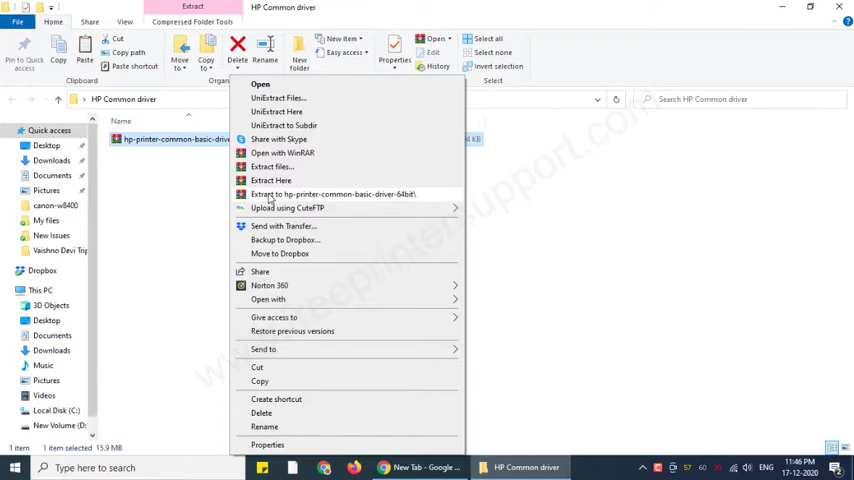 Extract
HP Common driver
File
Home
Share
View
Compressed Folder Tools
Pin to Quick access
Copy
Paste
Cut
Copy path
Paste shortcut
Move to
Copy to
Delete
Rename
New folder
New item
Easy access
Properties
Open
Edit
History
Select all
Select none
Invert selection
Organ
Select
HP Common driver
Search HP Common driver
Name
Quick access
Desktop
Downloads
Documents
Pictures
canon-w8400
My files
New Issues
Vaishno Devi Trip
Dropbox
This PC
3D Objects
Desktop
Documents
Downloads
Music
Pictures
Videos
Local Disk (C:)
New Volume (D:)
hp-printer-common-basic-drive
KB
Open
UniExtract Files...
UniExtract Here
UniExtract to Subdir
Share with Skype
Open with WinRAR
Extract files...
Extract Here
Extract to hp-printer-common-basic-driver-64bit\
Upload using CuteFTP
Send with Transfer...
Backup to Dropbox...
Move to Dropbox
Share
Norton 360
Open with
Give access to
Restore previous versions
Send to
Cut
Copy
Create shortcut
Delete
Rename
Properties
1 item
1 item selected 15.9 MB
Type here to search
New Tab - Google ...
HP Common driver
57
60
30
ENG
11:46 PM
17-12-2020
2